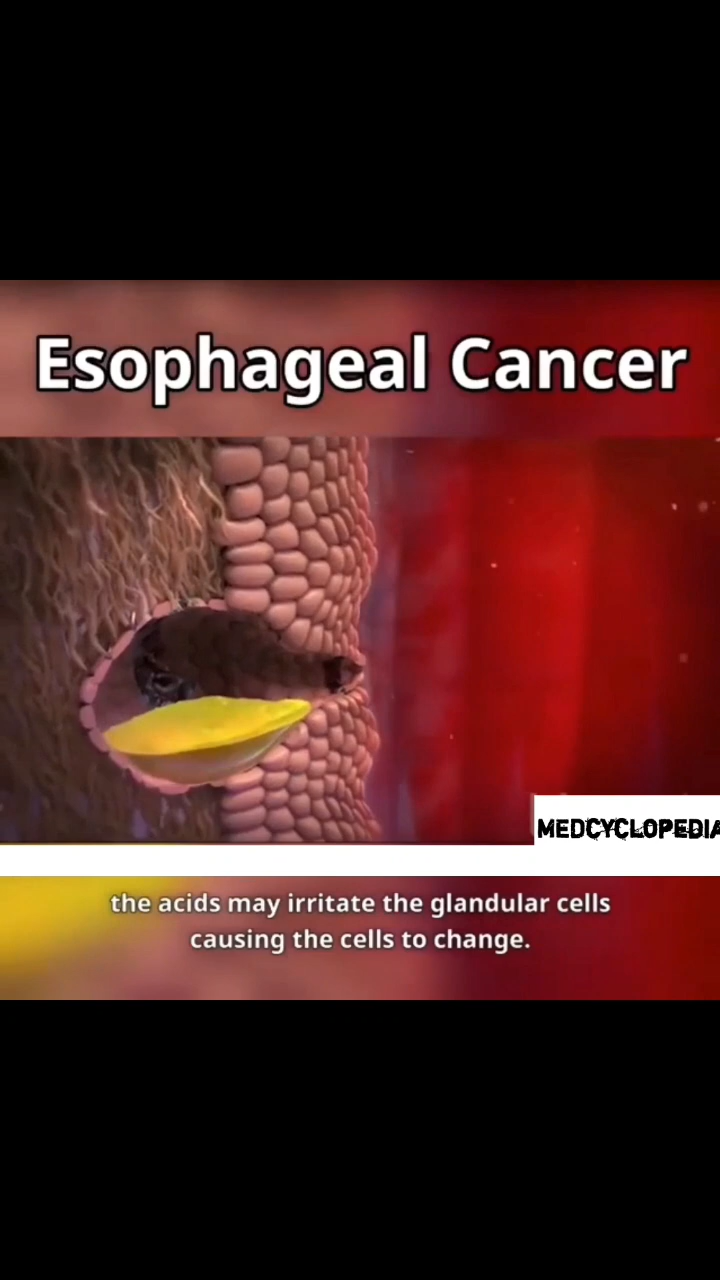 Esophageal Cancer
MEDCYCLOPEDIA
the acids may irritate the glandular cells
causing the cells to change.